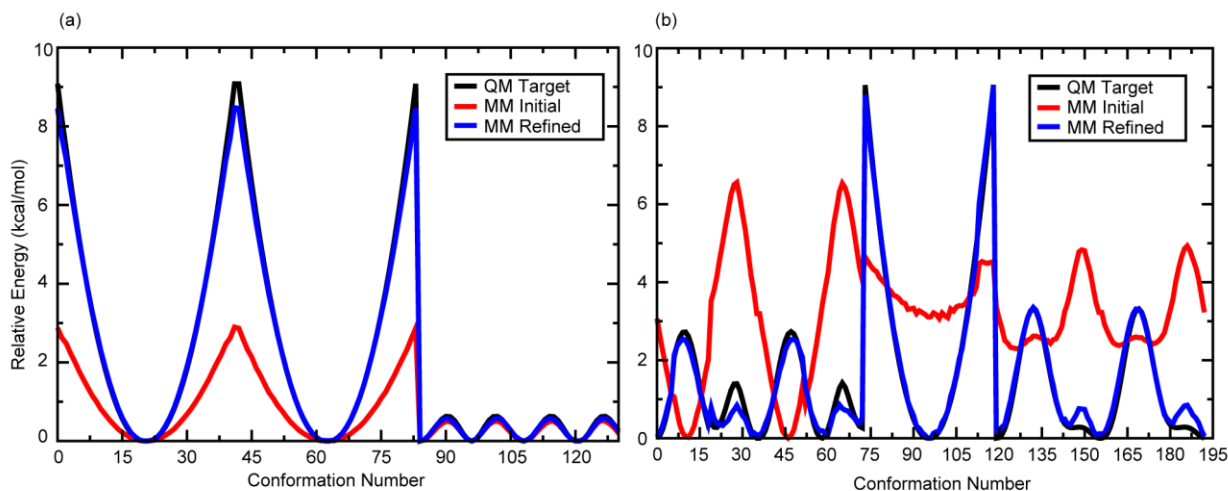 (a)
10
8
6
4
2
0
Relative Energy (kcal/mol)
QM Target
MM Initial
MM Refined
0 15 30 45 60 75 90 105 120
Conformation Number
(b)
10
8
6
4
2
0
QM Target
MM Initial
MM Refined
0 15 30 45 60 75 90 105 120 135 150 165 180 195
Conformation Number